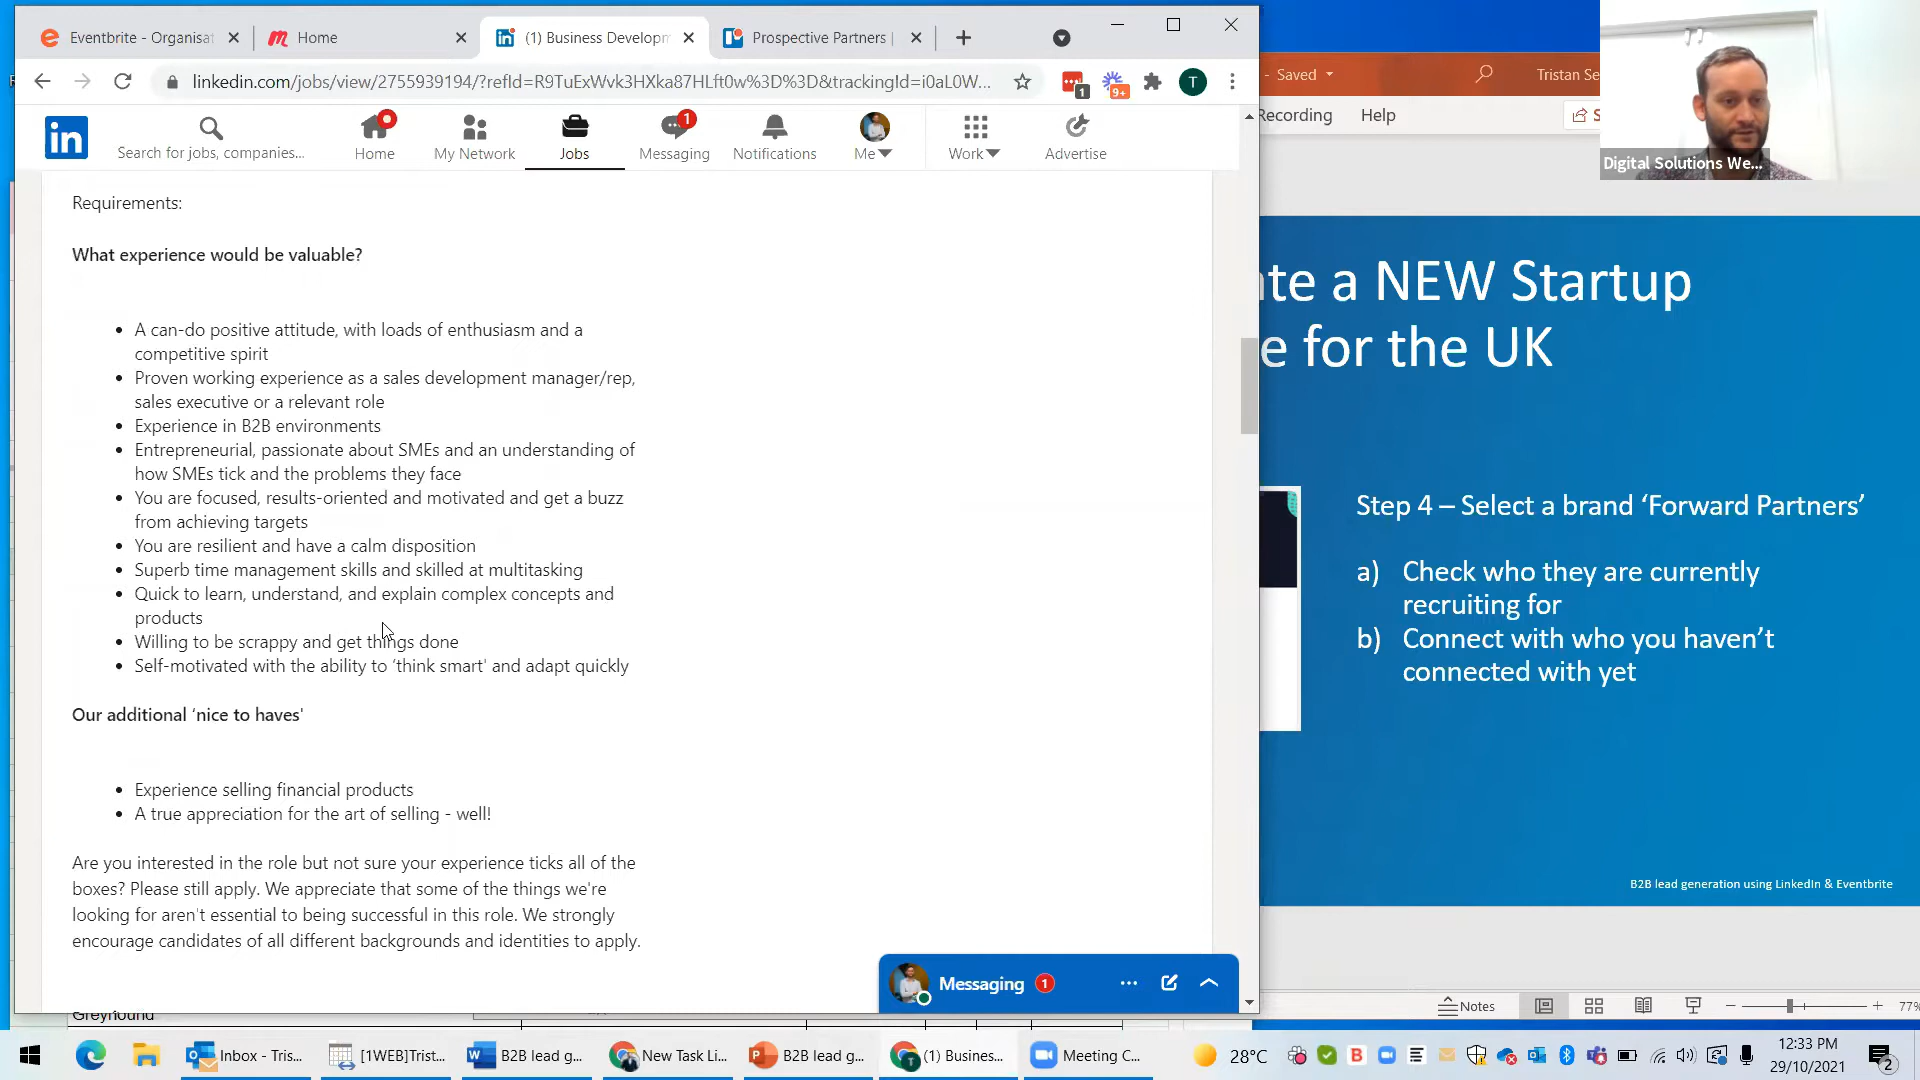 Eventbrite - Organisat
Home
(1) Business Developm
Prospective Partners |
linkedin.com/jobs/view/2755939194/?refId=R9TuExWvk3HXka87HLft0w%3D%3D&trackingId=i0aL0W...
1
9+
T
in
Search for jobs, companies...
Home
My Network
Jobs
1
Messaging
Notifications
Me
Work
Advertise
Requirements:
What experience would be valuable?
• A can-do positive attitude, with loads of enthusiasm and a
competitive spirit
• Proven working experience as a sales development manager/rep,
sales executive or a relevant role
• Experience in B2B environments
• Entrepreneurial, passionate about SMEs and an understanding of
how SMEs tick and the problems they face
• You are focused, results-oriented and motivated and get a buzz
from achieving targets
• You are resilient and have a calm disposition
• Superb time management skills and skilled at multitasking
• Quick to learn, understand, and explain complex concepts and
products
• Willing to be scrappy and get things done
• Self-motivated with the ability to ‘think smart' and adapt quickly
Our additional ‘nice to haves'
• Experience selling financial products
• A true appreciation for the art of selling - well!
Are you interested in the role but not sure your experience ticks all of the
boxes? Please still apply. We appreciate that some of the things we're
looking for aren't essential to being successful in this role. We strongly
encourage candidates of all different backgrounds and identities to apply.
Messaging 1
Greyhound
- Saved
Tristan Se
Recording
Help
S
Digital Solutions We...
ate a NEW Startup
e for the UK
Step 4 – Select a brand ‘Forward Partners’
a) Check who they are currently
recruiting for
b) Connect with who you haven’t
connected with yet
B2B lead generation using LinkedIn & Eventbrite
Notes
77%
Inbox - Tris...
[1WEB]Trist...
B2B lead g...
New Task Li...
B2B lead g...
(1) Busines...
Meeting C...
28°C
12:33 PM
29/10/2021
2